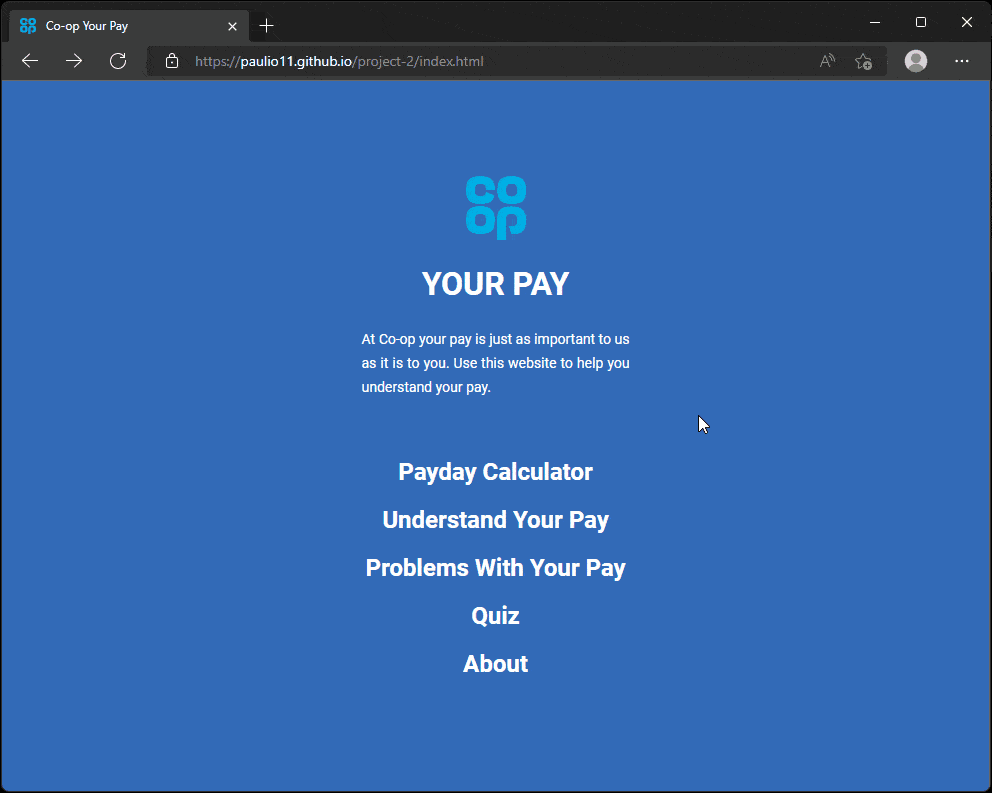 Co-op Your Pay
https://paulio11.github.io/project-2/index.html
co
op
YOUR PAY
At Co-op your pay is just as important to us
as it is to you. Use this website to help you
understand your pay.
Payday Calculator
Understand Your Pay
Problems With Your Pay
Quiz
About